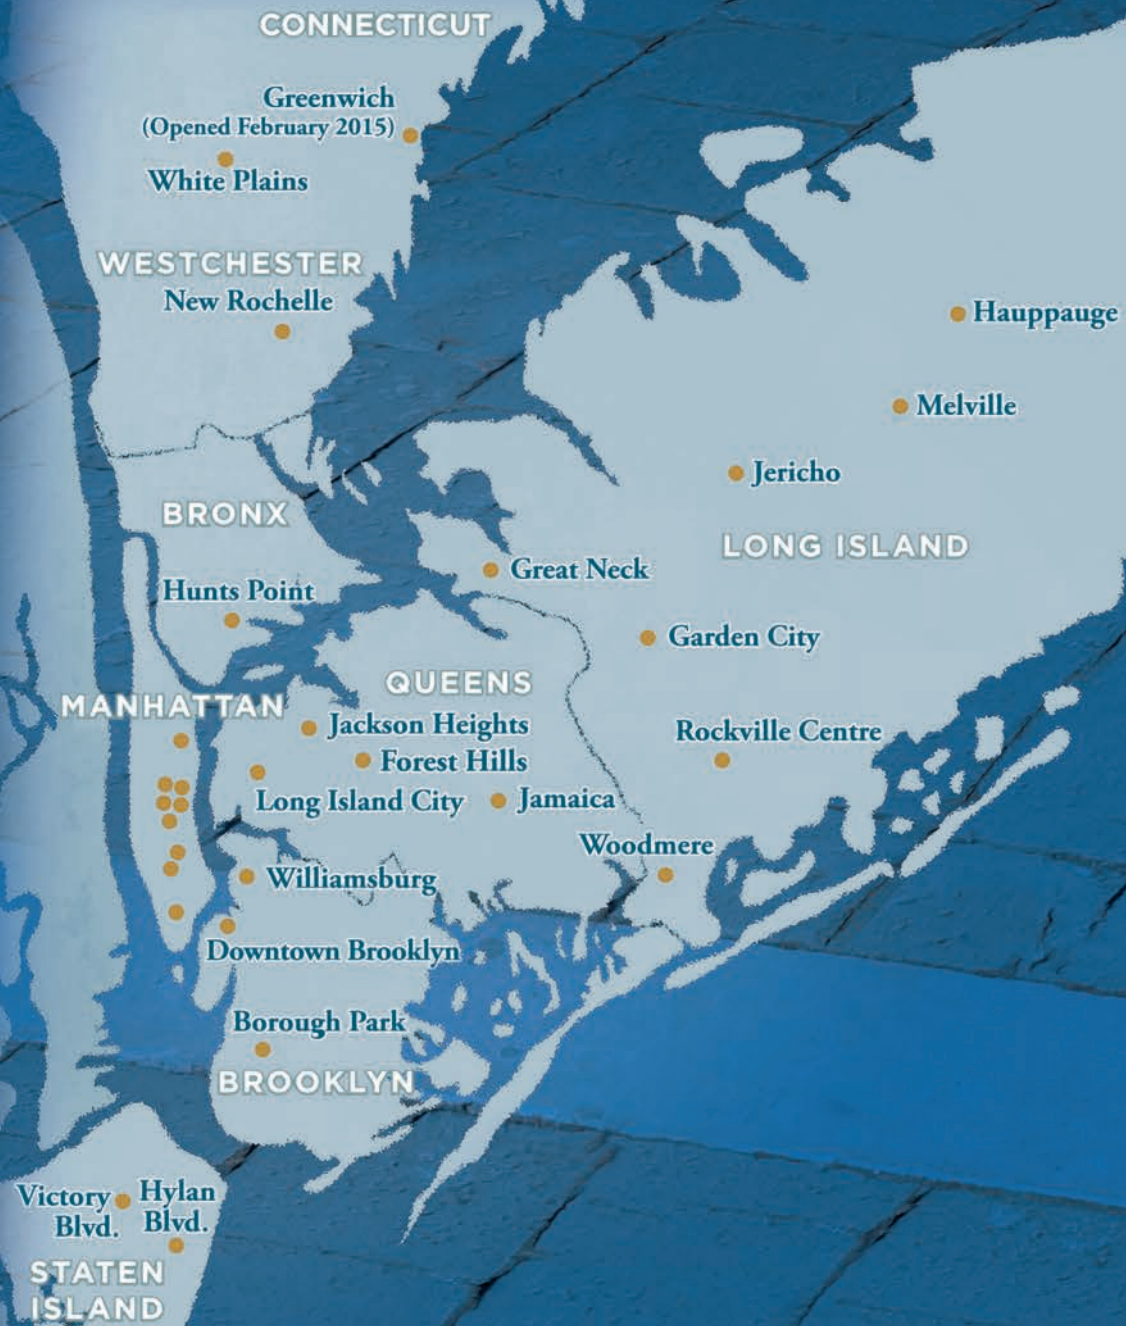 CONNECTICUT
Greenwich
(Opened February 2015)
White Plains
WESTCHESTER
New Rochelle
Hauppauge
Melville
Jericho
BRONX
LONG ISLAND
Great Neck
Hunts Point
Garden City
QUEENS
MANHATTAN
Jackson Heights
Rockville Centre
Forest Hills
Long Island City
Jamaica
Woodmere
Williamsburg
Downtown Brooklyn
Borough Park
BROOKLYN
Victory
Blvd.
Hylan
Blvd.
STATEN
ISLAND